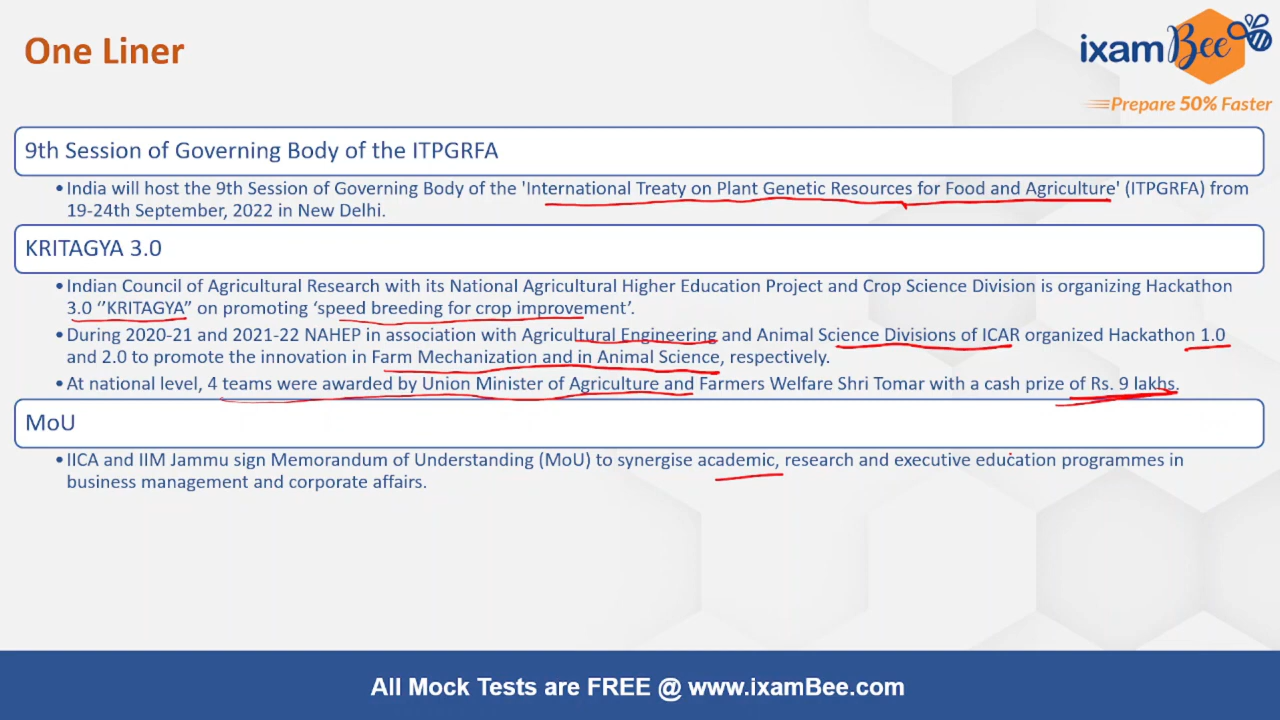 One Liner
ixamBee
Prepare 50% Faster
9th Session of Governing Body of the ITPGRFA
•India will host the 9th Session of Governing Body of the 'International Treaty on Plant Genetic Resources for Food and Agriculture' (ITPGRFA) from
19-24th September, 2022 in New Delhi.
KRITAGYA 3.0
•Indian Council of Agricultural Research with its National Agricultural Higher Education Project and Crop Science Division is organizing Hackathon
3.0 ‘’KRITAGYA” on promoting ‘speed breeding for crop improvement’.
•During 2020-21 and 2021-22 NAHEP in association with Agricultural Engineering and Animal Science Divisions of ICAR organized Hackathon 1.0
and 2.0 to promote the innovation in Farm Mechanization and in Animal Science, respectively.
•At national level, 4 teams were awarded by Union Minister of Agriculture and Farmers Welfare Shri Tomar with a cash prize of Rs. 9 lakhs.
MoU
•IICA and IIM Jammu sign Memorandum of Understanding (MoU) to synergise academic, research and executive education programmes in
business management and corporate affairs.
All Mock Tests are FREE @ www.ixamBee.com